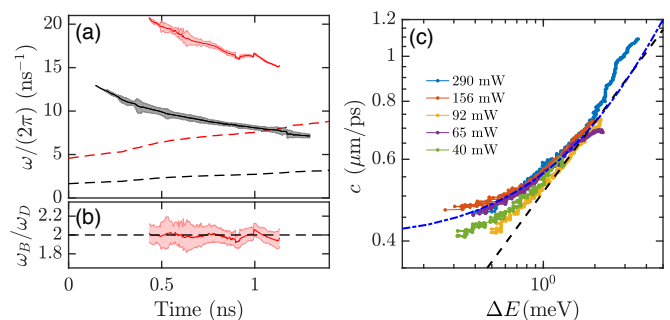 (a)
ω/(2π) (ns⁻¹)
20
15
10
5
0
(b)
ω_B/ω_D
2.2
2
1.8
0
0.5
1
Time (ns)
(c)
c (μm/ps)
1.2
1
0.8
0.6
0.4
290 mW
156 mW
92 mW
65 mW
40 mW
10⁰
ΔE(meV)